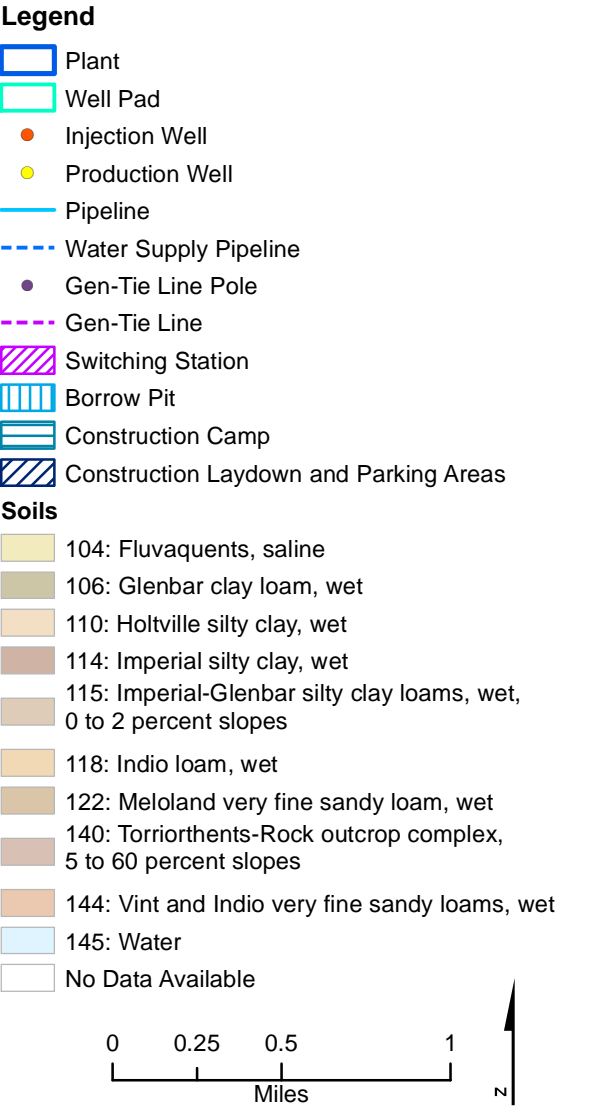 Legend
Plant
Well Pad
Injection Well
Production Well
Pipeline
Water Supply Pipeline
Gen-Tie Line Pole
Gen-Tie Line
Switching Station
Borrow Pit
Construction Camp
Construction Laydown and Parking Areas
Soils
104: Fluvaquents, saline
106: Glenbar clay loam, wet
110: Holtville silty clay, wet
114: Imperial silty clay, wet
115: Imperial-Glenbar silty clay loams, wet,
0 to 2 percent slopes
118: Indio loam, wet
122: Meloland very fine sandy loam, wet
140: Torriorthents-Rock outcrop complex,
5 to 60 percent slopes
144: Vint and Indio very fine sandy loams, wet
145: Water
No Data Available
0 0.25 0.5 1
Miles
N